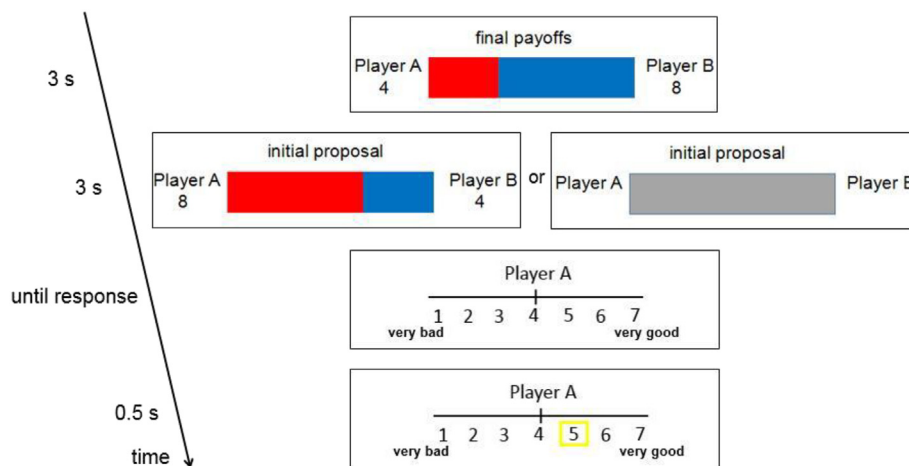 final payoffs
3 s
Player A
4
Player B
8
initial proposal
3 s
Player A
8
Player B
4
or
initial proposal
Player A
Player B
until response
Player A
1 2 3 4 5 6 7
very bad very good
0.5 s
Player A
1 2 3 4 5 6 7
very bad very good
time